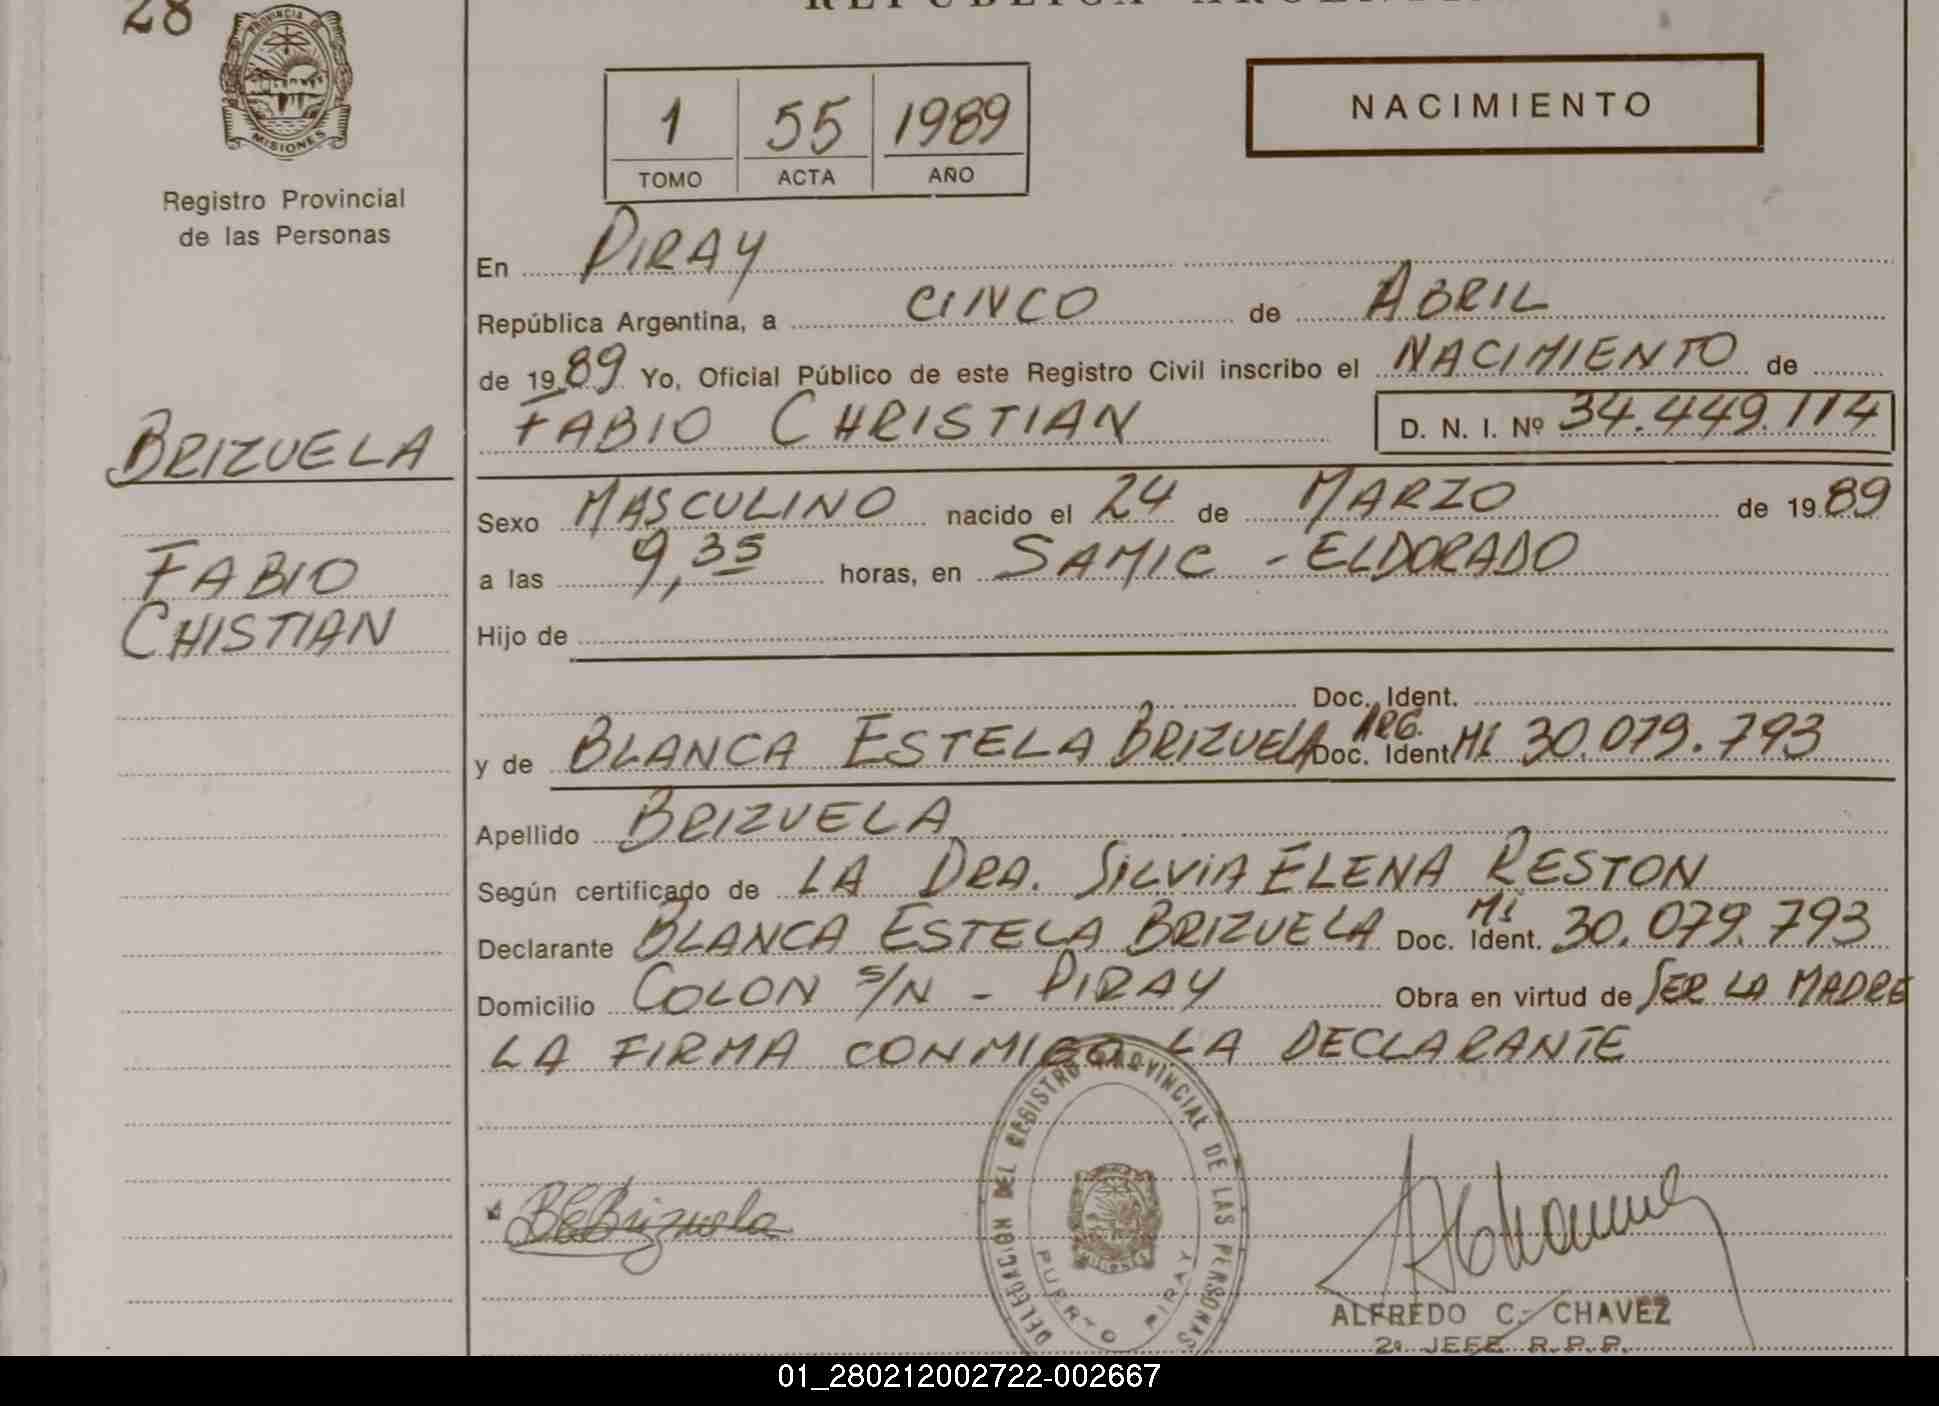 28
REPUBLICA ARGENTINA
PROVINCIA DE
MISIONES
Registro Provincial
de las Personas
1 55 1989
TOMO ACTA AÑO
NACIMIENTO
En PIRAY
República Argentina, a CINCO de ABRIL
de 1989 Yo, Oficial Público de este Registro Civil inscribo el NACIMIENTO de
FABIO CHRISTIAN D. N. I. Nº 34.449.114
BRIZUELA
FABIO
CHISTIAN
Sexo MASCULINO nacido el 24 de MARZO de 1989
a las 9,35 horas, en SAMIC - ELDORADO
Hijo de
Doc. Ident.
y de BLANCA ESTELA BRIZUELA ARG. Doc. Ident. MI 30.079.793
Apellido BRIZUELA
Según certificado de LA DRA. SILVIA ELENA RESTON
Declarante BLANCA ESTELA BRIZUELA Doc. Ident. MI 30.079.793
Domicilio COLON S/N - PIRAY Obra en virtud de SER LA MADRE
LA FIRMA CONMIGO LA DECLARANTE
DELEGACION DEL REGISTRO PROVINCIAL DE LAS PERSONAS
MISIONES
PUERTO PIRAY
BEBrizuela
ALFREDO C. CHAVEZ
2º JEFE R.P.P.
01_280212002722-002667